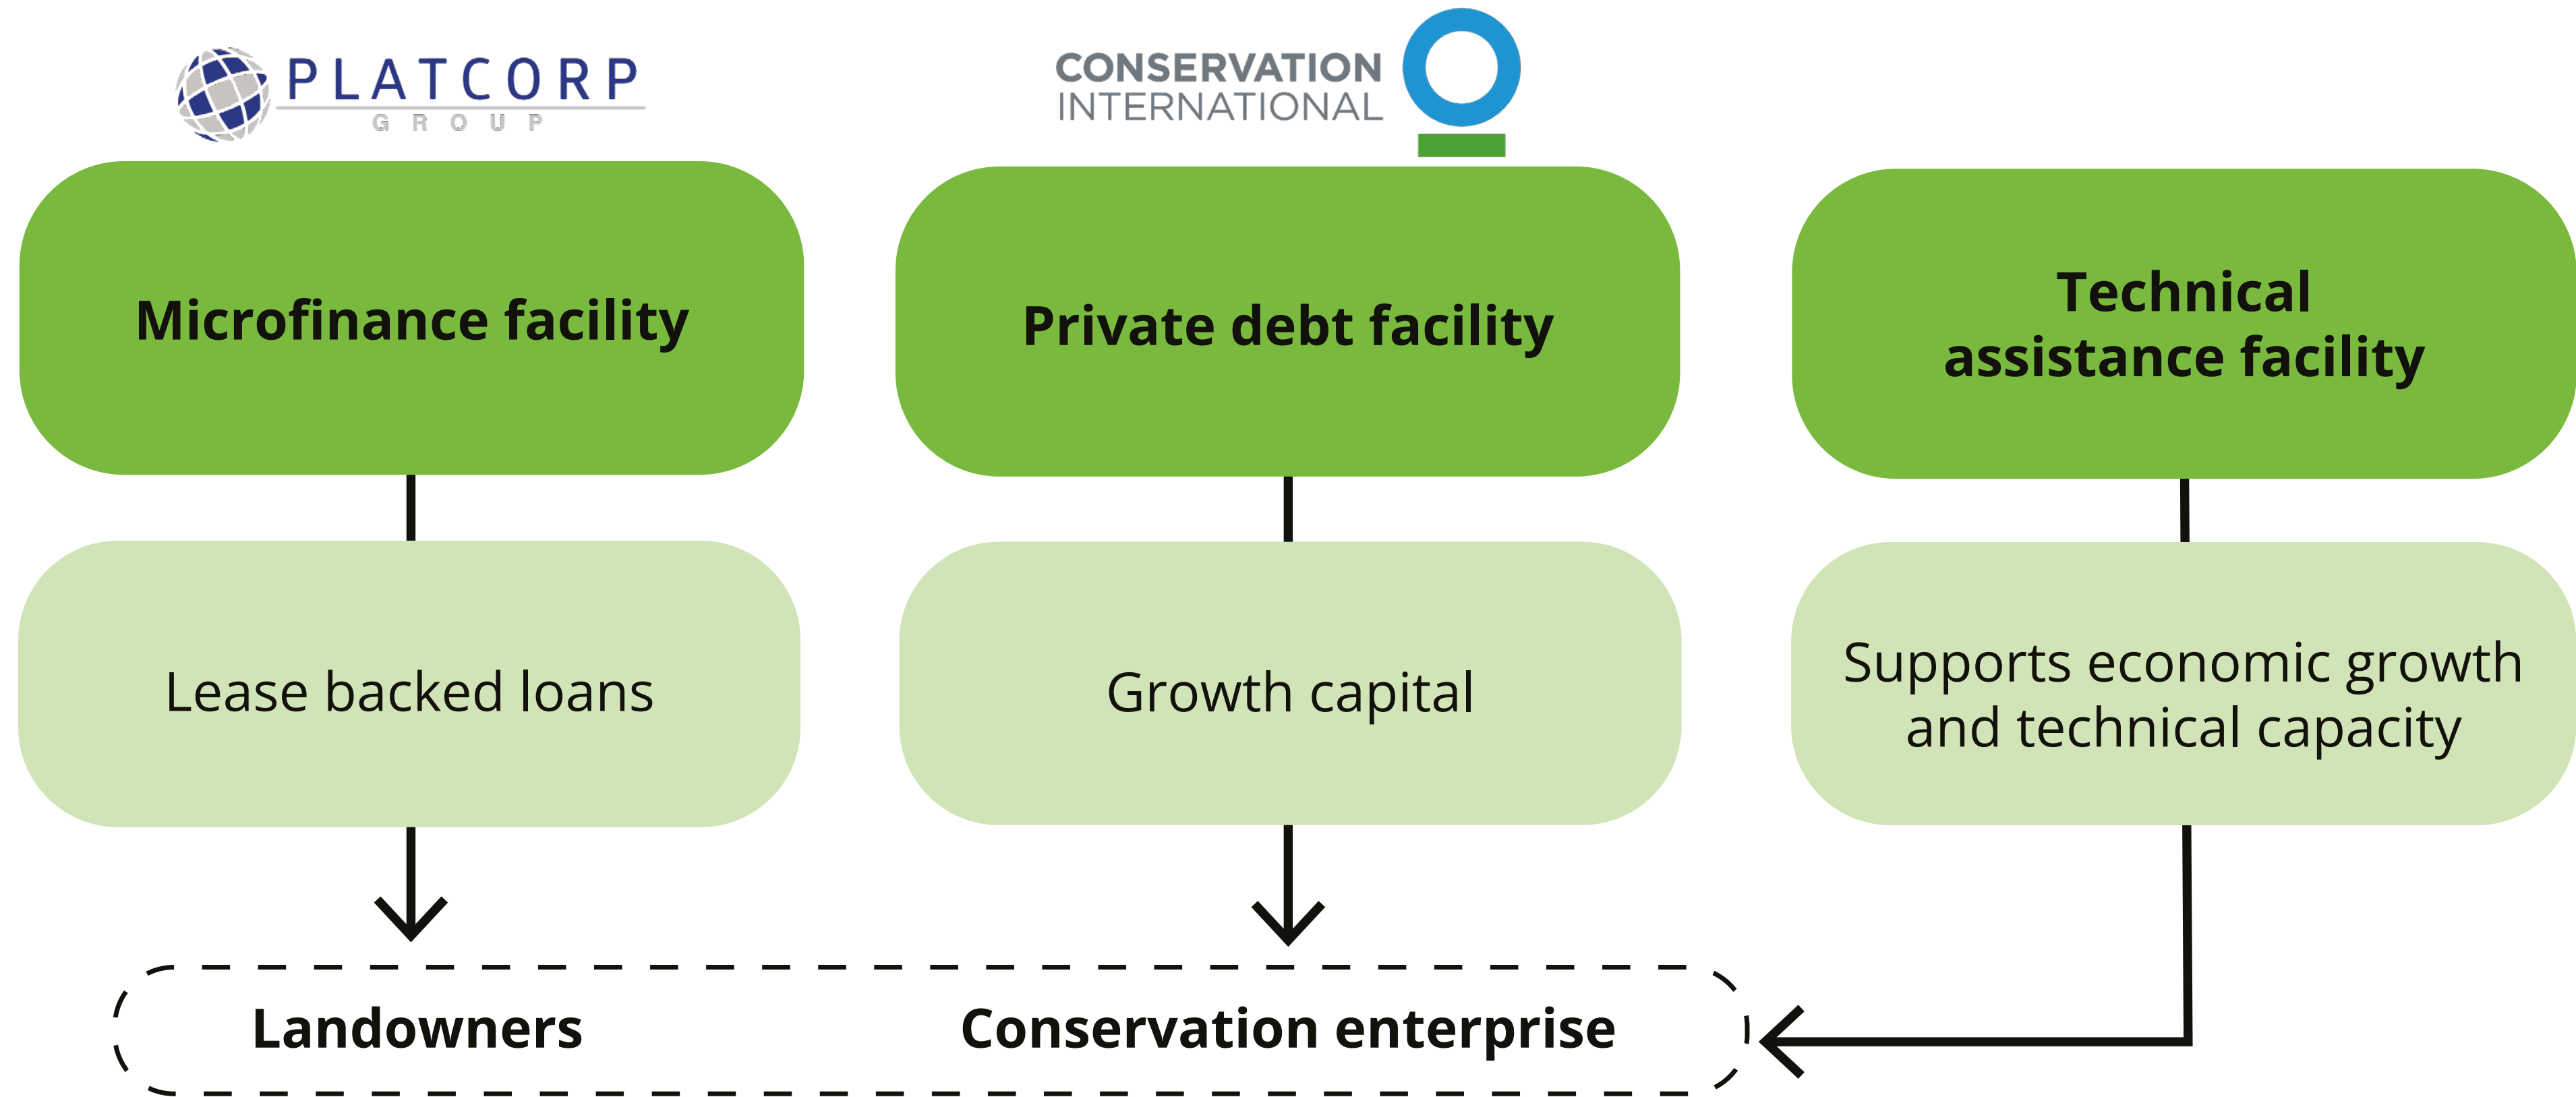 PLATCORP
GROUP
CONSERVATION
INTERNATIONAL
Microfinance facility
Private debt facility
Technical
assistance facility
Lease backed loans
Growth capital
Supports economic growth
and technical capacity
Landowners
Conservation enterprise